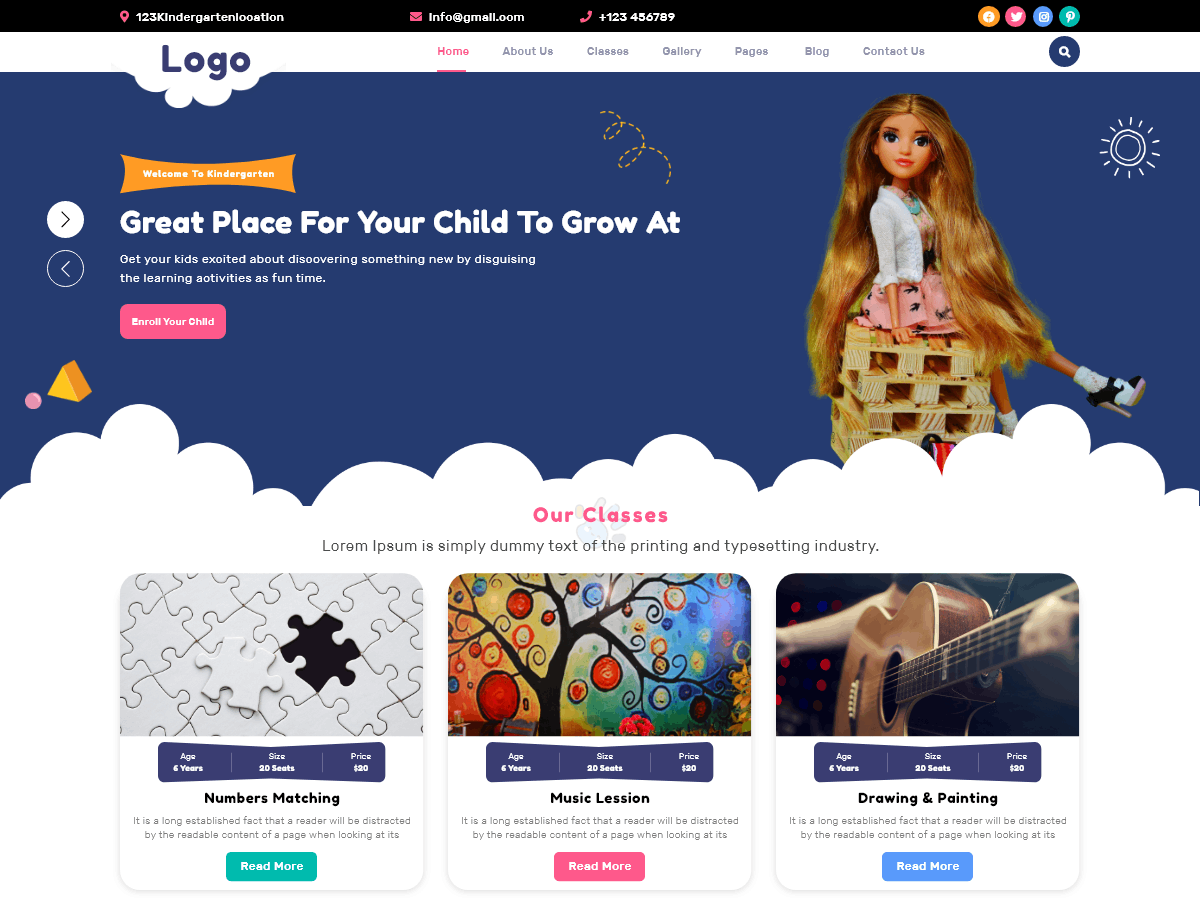 123Kindergartenlocation
Info@gmail.com
+123 456789
Logo
Home
About Us
Classes
Gallery
Pages
Blog
Contact Us
Welcome To Kindergarten
Great Place For Your Child To Grow At
Get your kids excited about discovering something new by disguising
the learning activities as fun time.
Enroll Your Child
Our Classes
Lorem Ipsum is simply dummy text of the printing and typesetting industry.
Age Size Price
6 Years 20 Seats $20
Numbers Matching
It is a long established fact that a reader will be distracted
by the readable content of a page when looking at its
Read More
Age Size Price
6 Years 20 Seats $20
Music Lession
It is a long established fact that a reader will be distracted
by the readable content of a page when looking at its
Read More
Age Size Price
6 Years 20 Seats $20
Drawing & Painting
It is a long established fact that a reader will be distracted
by the readable content of a page when looking at its
Read More